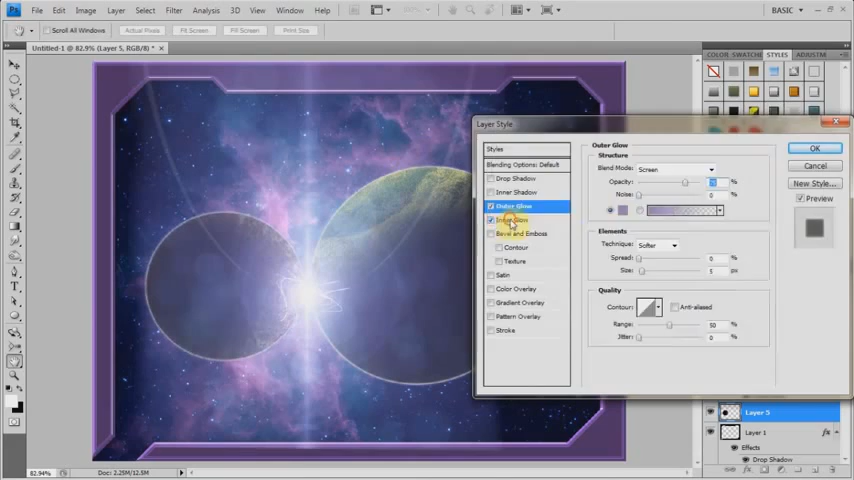 Ps File Edit Image Layer Select Filter Analysis 3D View Window Help BASIC
Scroll All Windows Actual Pixels Fit Screen Fill Screen Print Size
Untitled-1 @ 82.9% (Layer 5, RGB/8) *
COLOR SWATCHES STYLES ADJUSTM
Layer Style
Styles
Blending Options: Default
Drop Shadow
Inner Shadow
Outer Glow
Inner Glow
Bevel and Emboss
Contour
Texture
Satin
Color Overlay
Gradient Overlay
Pattern Overlay
Stroke
Outer Glow
Structure
Blend Mode: Screen
Opacity: 75 %
Noise: 0 %
Elements
Technique: Softer
Spread: 0 %
Size: 5 px
Quality
Contour: Anti-aliased
Range: 50 %
Jitter: 0 %
OK
Cancel
New Style...
Preview
Layer 5
Layer 1 fx
Effects
Drop Shadow
82.94% Doc: 2.25M/12.5M